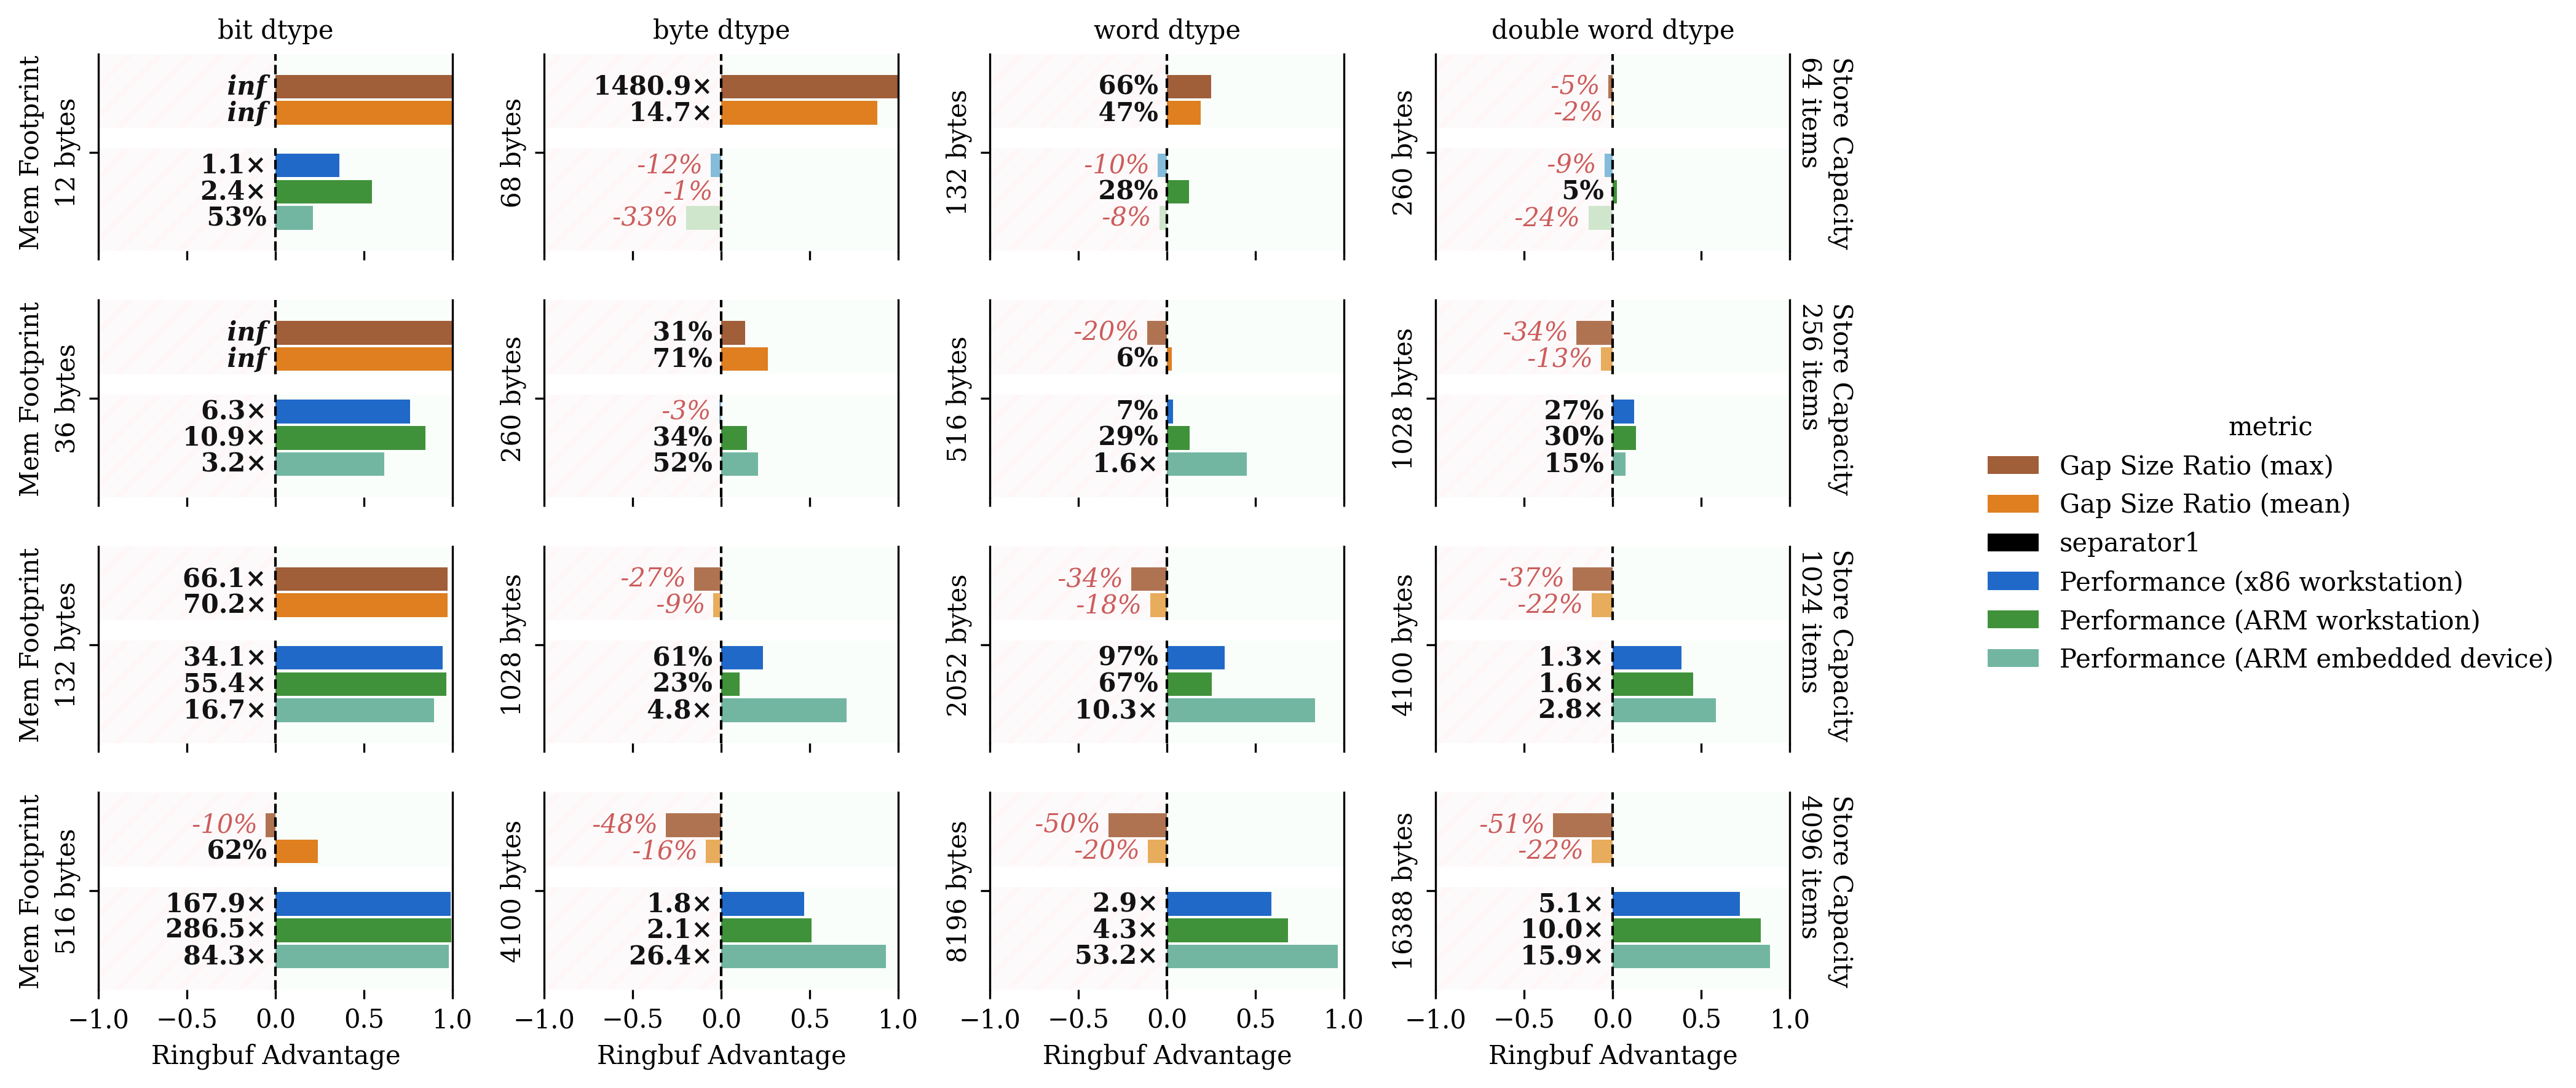 bit dtype
byte dtype
word dtype
double word dtype
Mem Footprint
12 bytes
inf
inf
1.1×
2.4×
53%
68 bytes
1480.9×
14.7×
-12%
-1%
-33%
132 bytes
66%
47%
-10%
28%
-8%
260 bytes
-5%
-2%
-9%
5%
-24%
Store Capacity
64 items
Mem Footprint
36 bytes
inf
inf
6.3×
10.9×
3.2×
260 bytes
31%
71%
-3%
34%
52%
516 bytes
-20%
6%
7%
29%
1.6×
1028 bytes
-34%
-13%
27%
30%
15%
Store Capacity
256 items
Mem Footprint
132 bytes
66.1×
70.2×
34.1×
55.4×
16.7×
1028 bytes
-27%
-9%
61%
23%
4.8×
2052 bytes
-34%
-18%
97%
67%
10.3×
4100 bytes
-37%
-22%
1.3×
1.6×
2.8×
Store Capacity
1024 items
Mem Footprint
516 bytes
-10%
62%
167.9×
286.5×
84.3×
4100 bytes
-48%
-16%
1.8×
2.1×
26.4×
8196 bytes
-50%
-20%
2.9×
4.3×
53.2×
16388 bytes
-51%
-22%
5.1×
10.0×
15.9×
Store Capacity
4096 items
−1.0 −0.5 0.0 0.5 1.0
−1.0 −0.5 0.0 0.5 1.0
−1.0 −0.5 0.0 0.5 1.0
−1.0 −0.5 0.0 0.5 1.0
Ringbuf Advantage
Ringbuf Advantage
Ringbuf Advantage
Ringbuf Advantage
metric
Gap Size Ratio (max)
Gap Size Ratio (mean)
separator1
Performance (x86 workstation)
Performance (ARM workstation)
Performance (ARM embedded device)